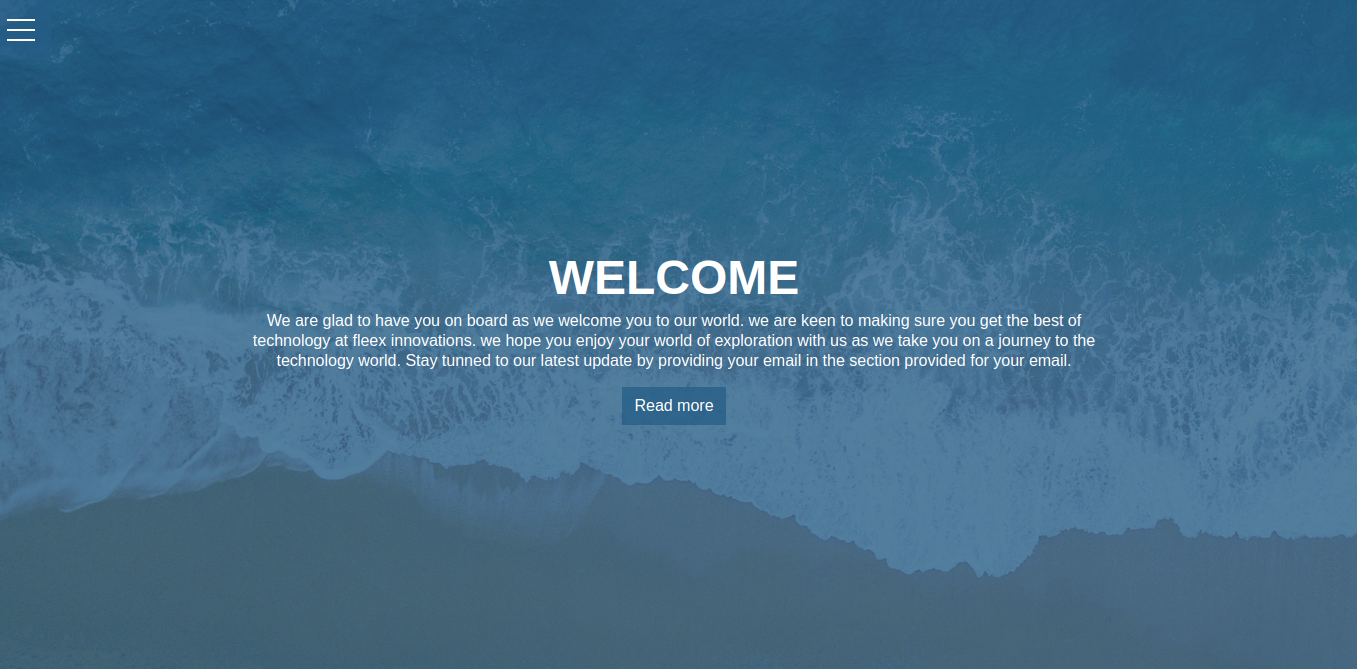 WELCOME
We are glad to have you on board as we welcome you to our world. we are keen to making sure you get the best of
technology at fleex innovations. we hope you enjoy your world of exploration with us as we take you on a journey to the
technology world. Stay tunned to our latest update by providing your email in the section provided for your email.
Read more